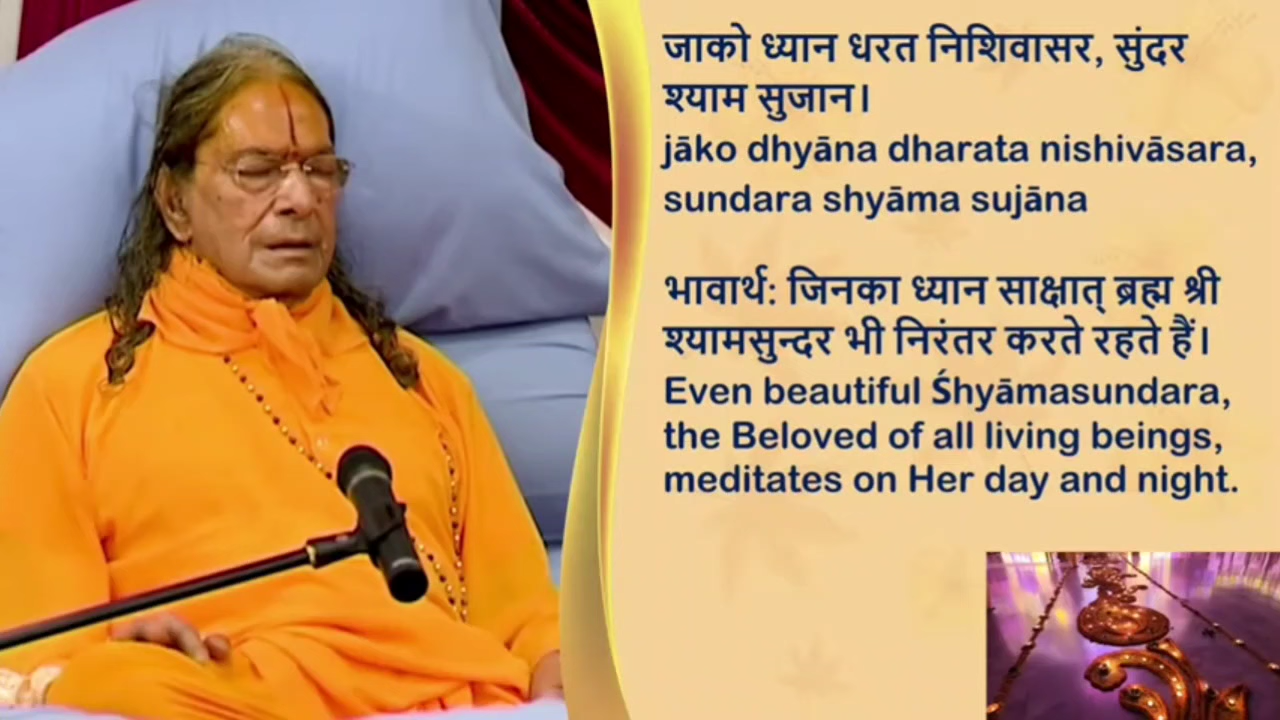 जाको ध्यान धरत निशिवासर, सुंदर
श्याम सुजान।
jāko dhyāna dharata nishivāsara,
sundara shyāma sujāna
भावार्थ: जिनका ध्यान साक्षात् ब्रह्म श्री
श्यामसुन्दर भी निरंतर करते रहते हैं।
Even beautiful Śhyāmasundara,
the Beloved of all living beings,
meditates on Her day and night.